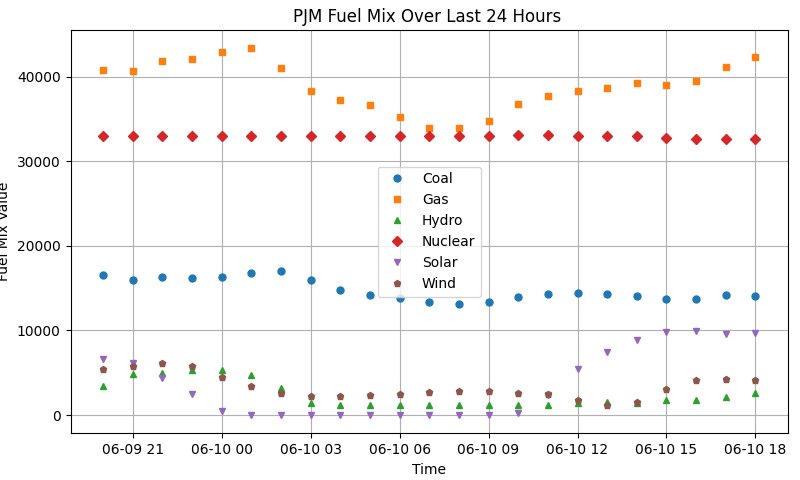 PJM Fuel Mix Over Last 24 Hours
Fuel Mix Value
40000
30000
20000
10000
0
Coal
Gas
Hydro
Nuclear
Solar
Wind
06-09 21 06-10 00 06-10 03 06-10 06 06-10 09 06-10 12 06-10 15 06-10 18
Time